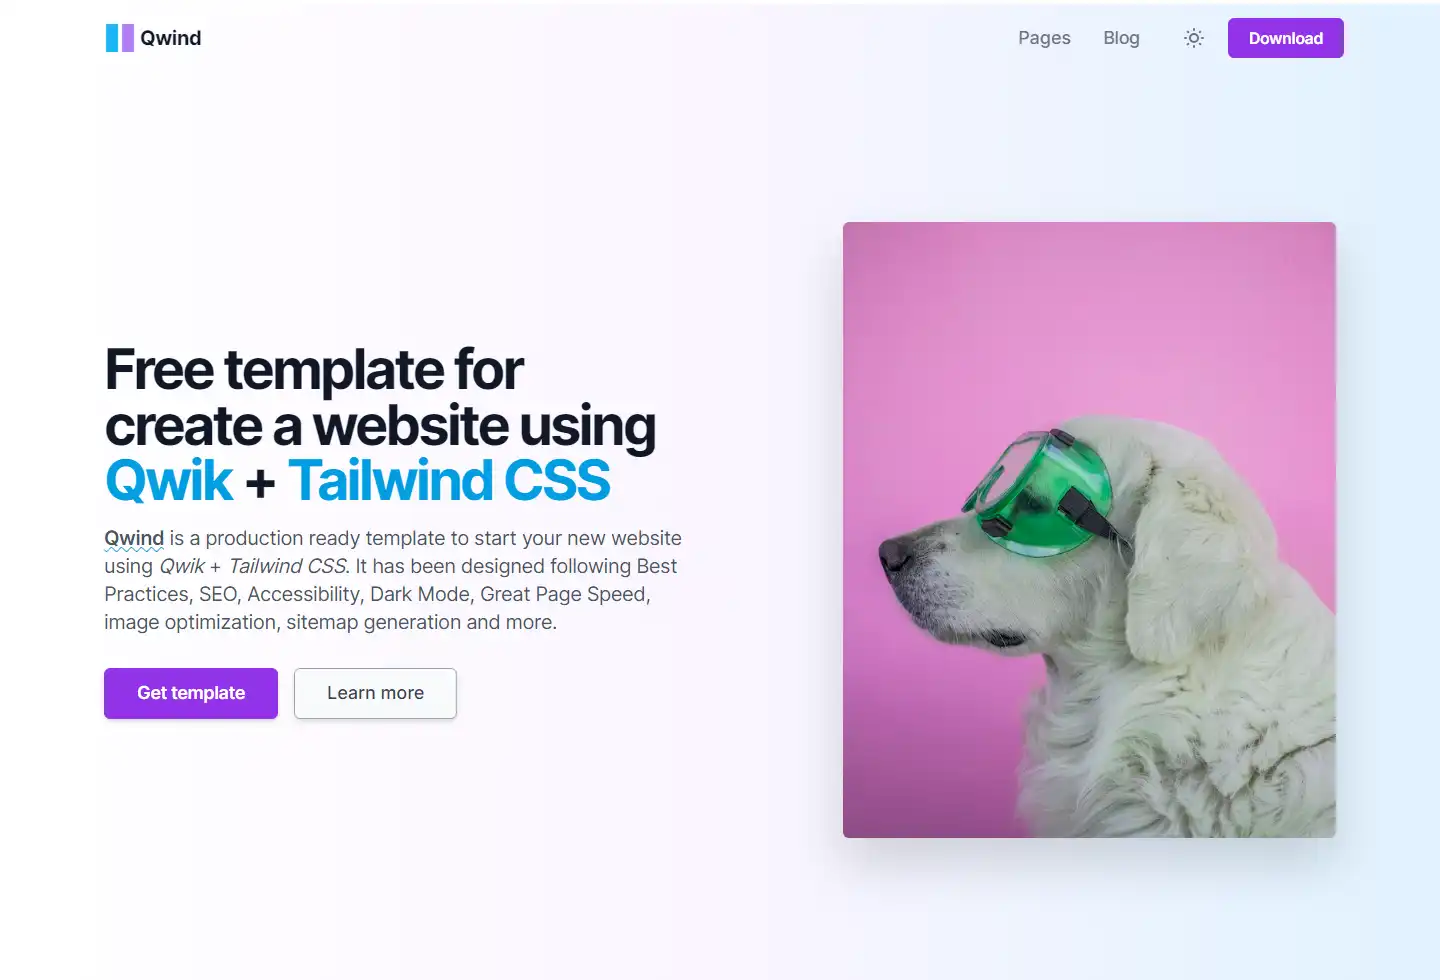 Qwind
Pages
Blog
Download
Free template for
create a website using
Qwik + Tailwind CSS
Qwind is a production ready template to start your new website
using Qwik + Tailwind CSS. It has been designed following Best
Practices, SEO, Accessibility, Dark Mode, Great Page Speed,
image optimization, sitemap generation and more.
Get template
Learn more